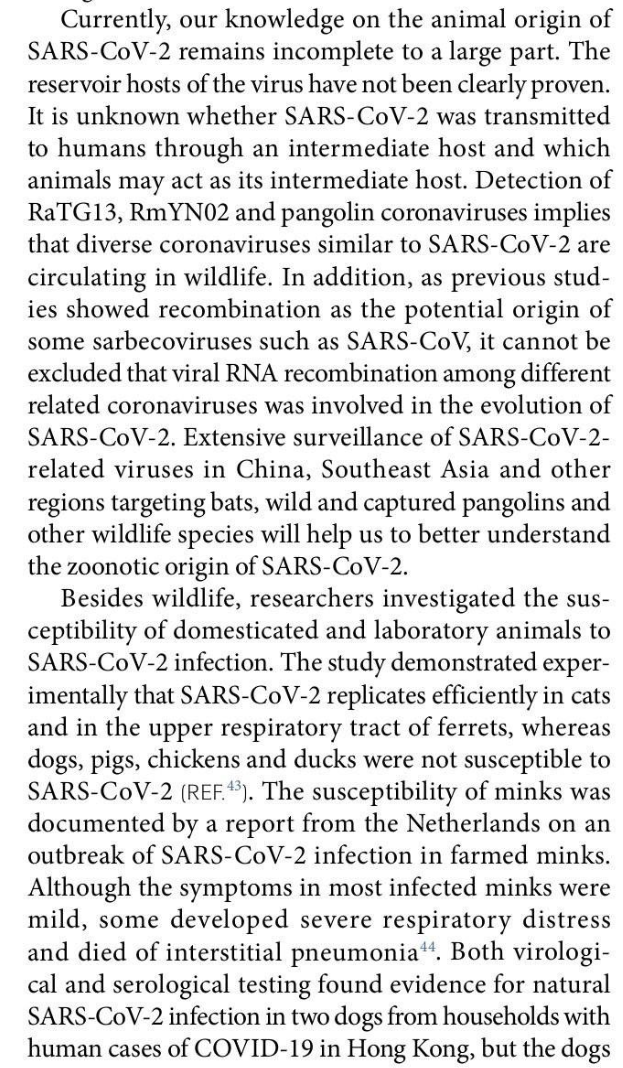 Currently, our knowledge on the animal origin of
SARS-CoV-2 remains incomplete to a large part. The
reservoir hosts of the virus have not been clearly proven.
It is unknown whether SARS-CoV-2 was transmitted
to humans through an intermediate host and which
animals may act as its intermediate host. Detection of
RaTG13, RmYN02 and pangolin coronaviruses implies
that diverse coronaviruses similar to SARS-CoV-2 are
circulating in wildlife. In addition, as previous stud-
ies showed recombination as the potential origin of
some sarbecoviruses such as SARS-CoV, it cannot be
excluded that viral RNA recombination among different
related coronaviruses was involved in the evolution of
SARS-CoV-2. Extensive surveillance of SARS-CoV-2-
related viruses in China, Southeast Asia and other
regions targeting bats, wild and captured pangolins and
other wildlife species will help us to better understand
the zoonotic origin of SARS-CoV-2.
Besides wildlife, researchers investigated the sus-
ceptibility of domesticated and laboratory animals to
SARS-CoV-2 infection. The study demonstrated exper-
imentally that SARS-CoV-2 replicates efficiently in cats
and in the upper respiratory tract of ferrets, whereas
dogs, pigs, chickens and ducks were not susceptible to
SARS-CoV-2 (REF.43). The susceptibility of minks was
documented by a report from the Netherlands on an
outbreak of SARS-CoV-2 infection in farmed minks.
Although the symptoms in most infected minks were
mild, some developed severe respiratory distress
and died of interstitial pneumonia44. Both virologi-
cal and serological testing found evidence for natural
SARS-CoV-2 infection in two dogs from households with
human cases of COVID-19 in Hong Kong, but the dogs